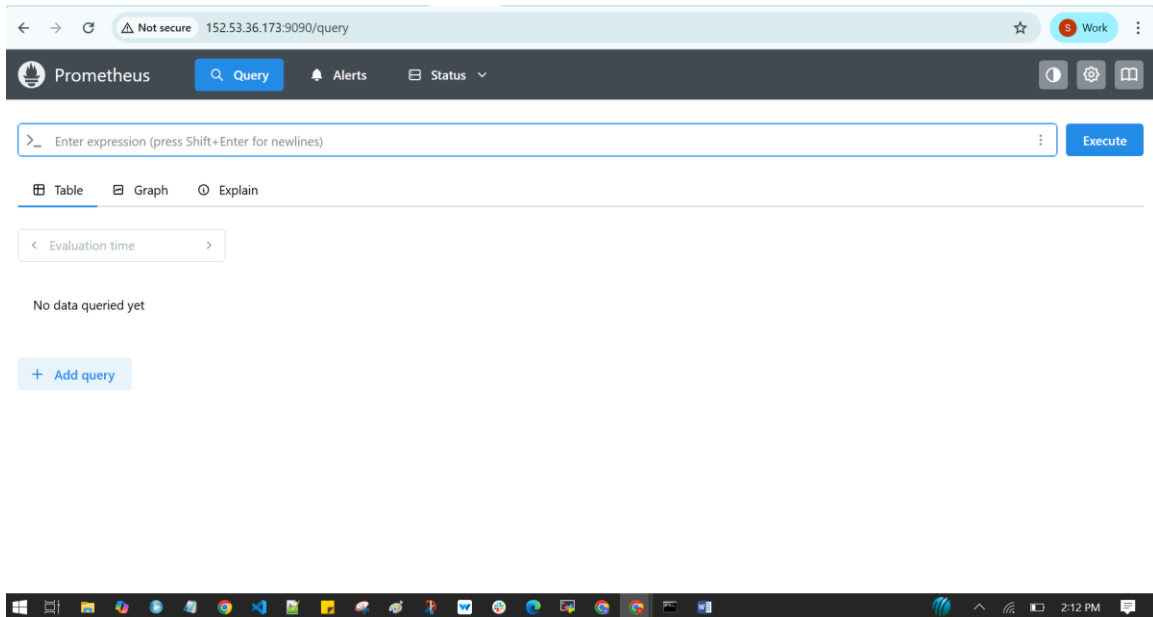 Not secure 152.53.36.173:9090/query S Work
Prometheus Query Alerts Status
>_ Enter expression (press Shift+Enter for newlines) Execute
Table Graph Explain
< Evaluation time >
No data queried yet
+ Add query
2:12 PM